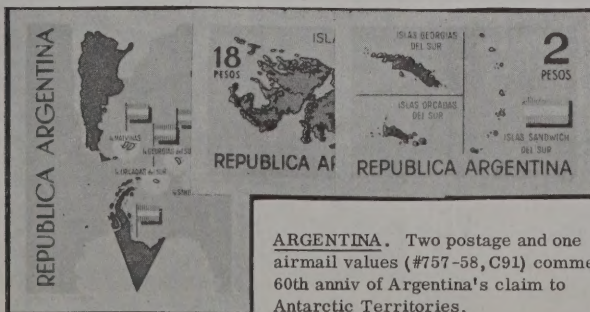 REPUBLICA ARGENTINA
18
PESOS
REPUBLICA AR
ISLAS GEORGIAS
DEL SUR
ISLAS ORCADAS
DEL SUR
2
PESOS
ISLAS SANDWICH
DEL SUR
REPUBLICA ARGENTINA
ARGENTINA. Two postage and one
airmail values (#757-58, C91) comme
60th anniv of Argentina's claim to
Antarctic Territories.